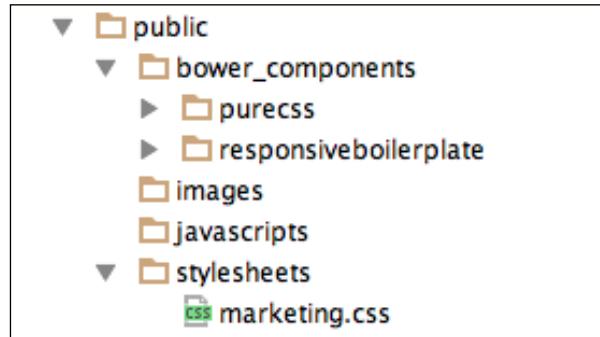 public
bower_components
purecss
responsiveboilerplate
images
javascripts
stylesheets
css marketing.css